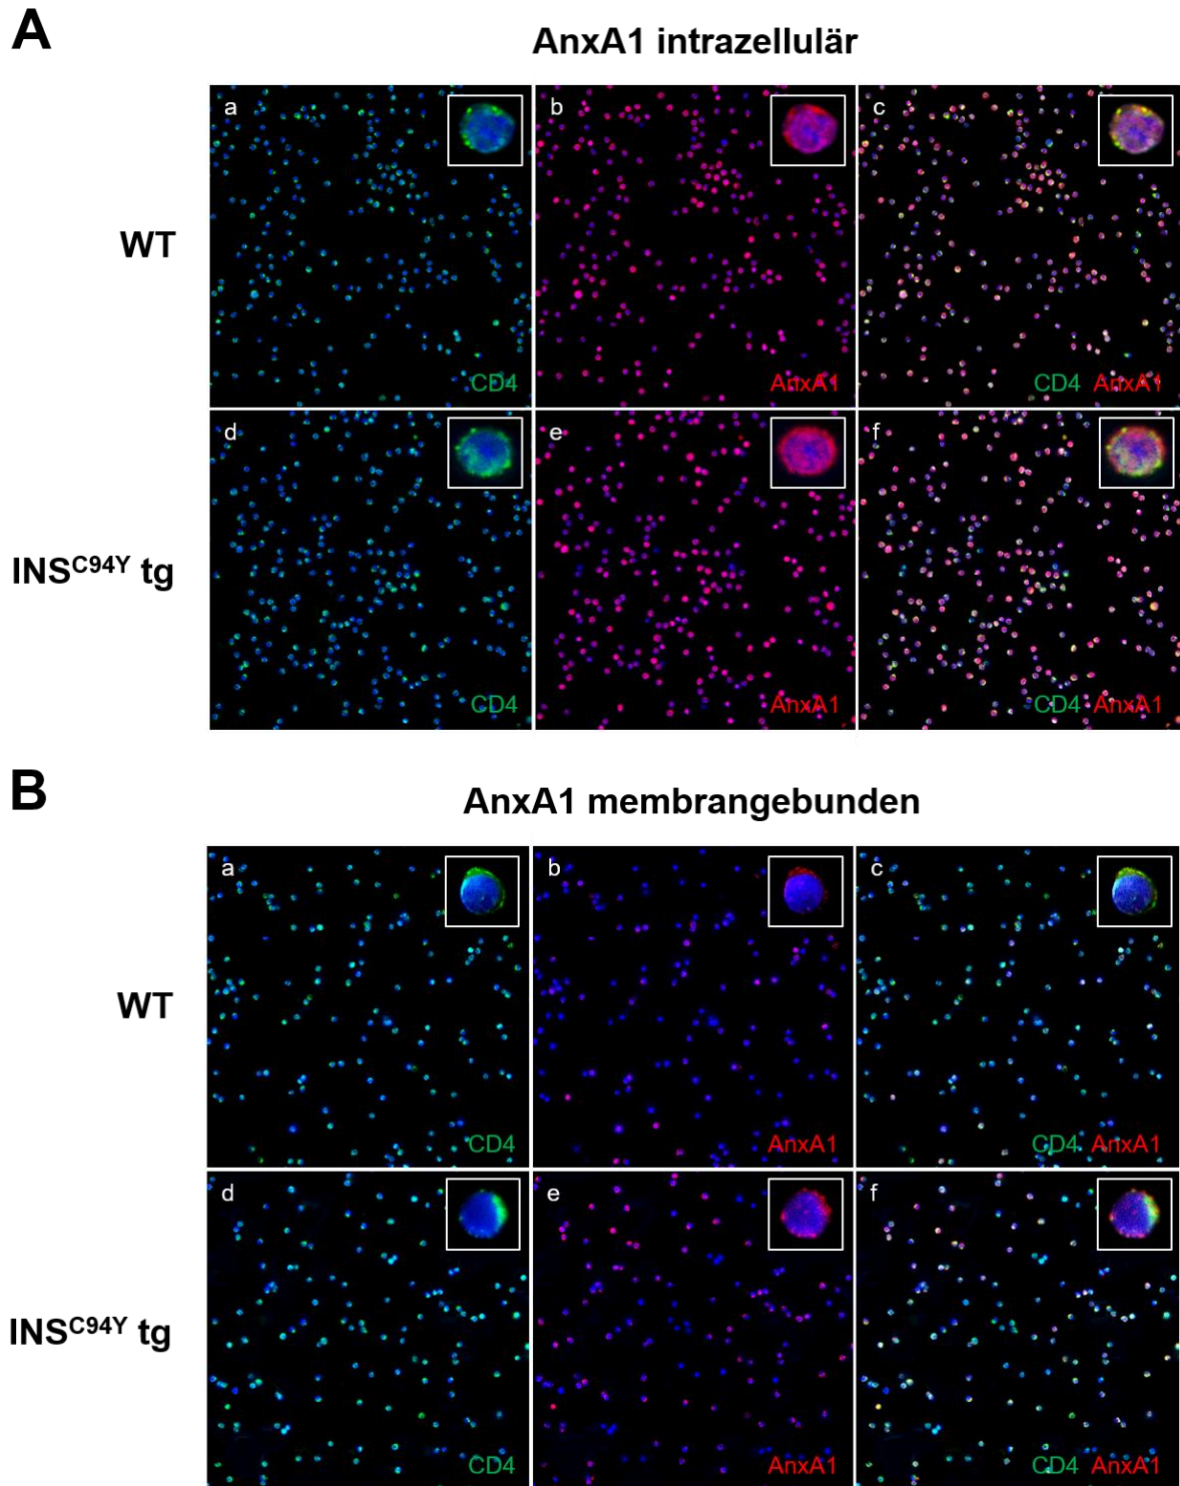 A
AnxA1 intrazellulär
a
b
c
WT
CD4
AnxA1
CD4 AnxA1
d
e
f
INSC94Y tg
CD4
AnxA1
CD4 AnxA1
B
AnxA1 membrangebunden
a
b
c
WT
CD4
AnxA1
CD4 AnxA1
d
e
f
INSC94Y tg
CD4
AnxA1
CD4 AnxA1